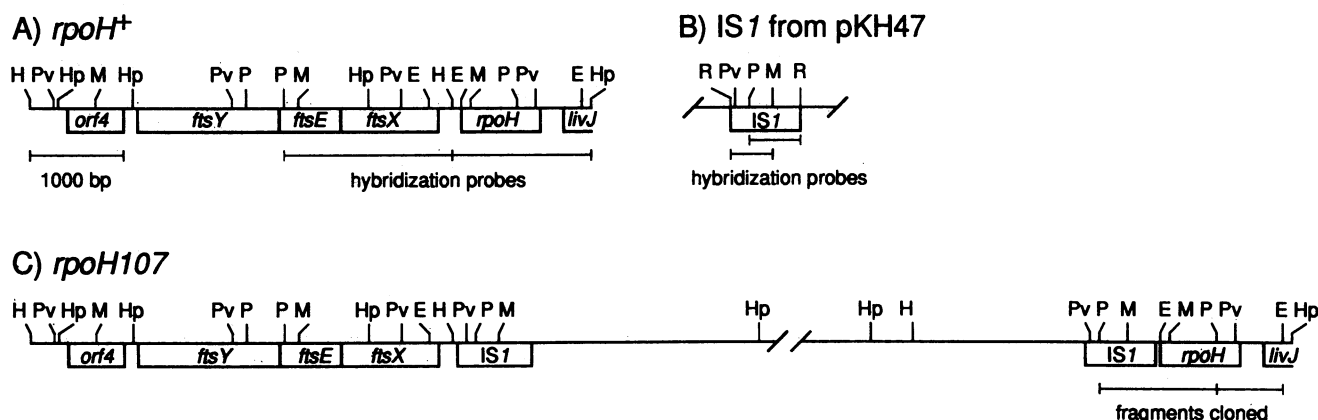 A) rpoH+
B) IS1 from pKH47
H Pv Hp M Hp Pv P P M Hp Pv E H E M P Pv E Hp
R Pv P M R
orf4 ftsY ftsE ftsX rpoH livJ
IS1
1000 bp
hybridization probes
hybridization probes
C) rpoH107
H Pv Hp M Hp Pv P P M Hp Pv E H Pv P M Hp Hp H Pv P M E M P Pv E Hp
orf4 ftsY ftsE ftsX IS1 IS1 rpoH livJ
fragments cloned